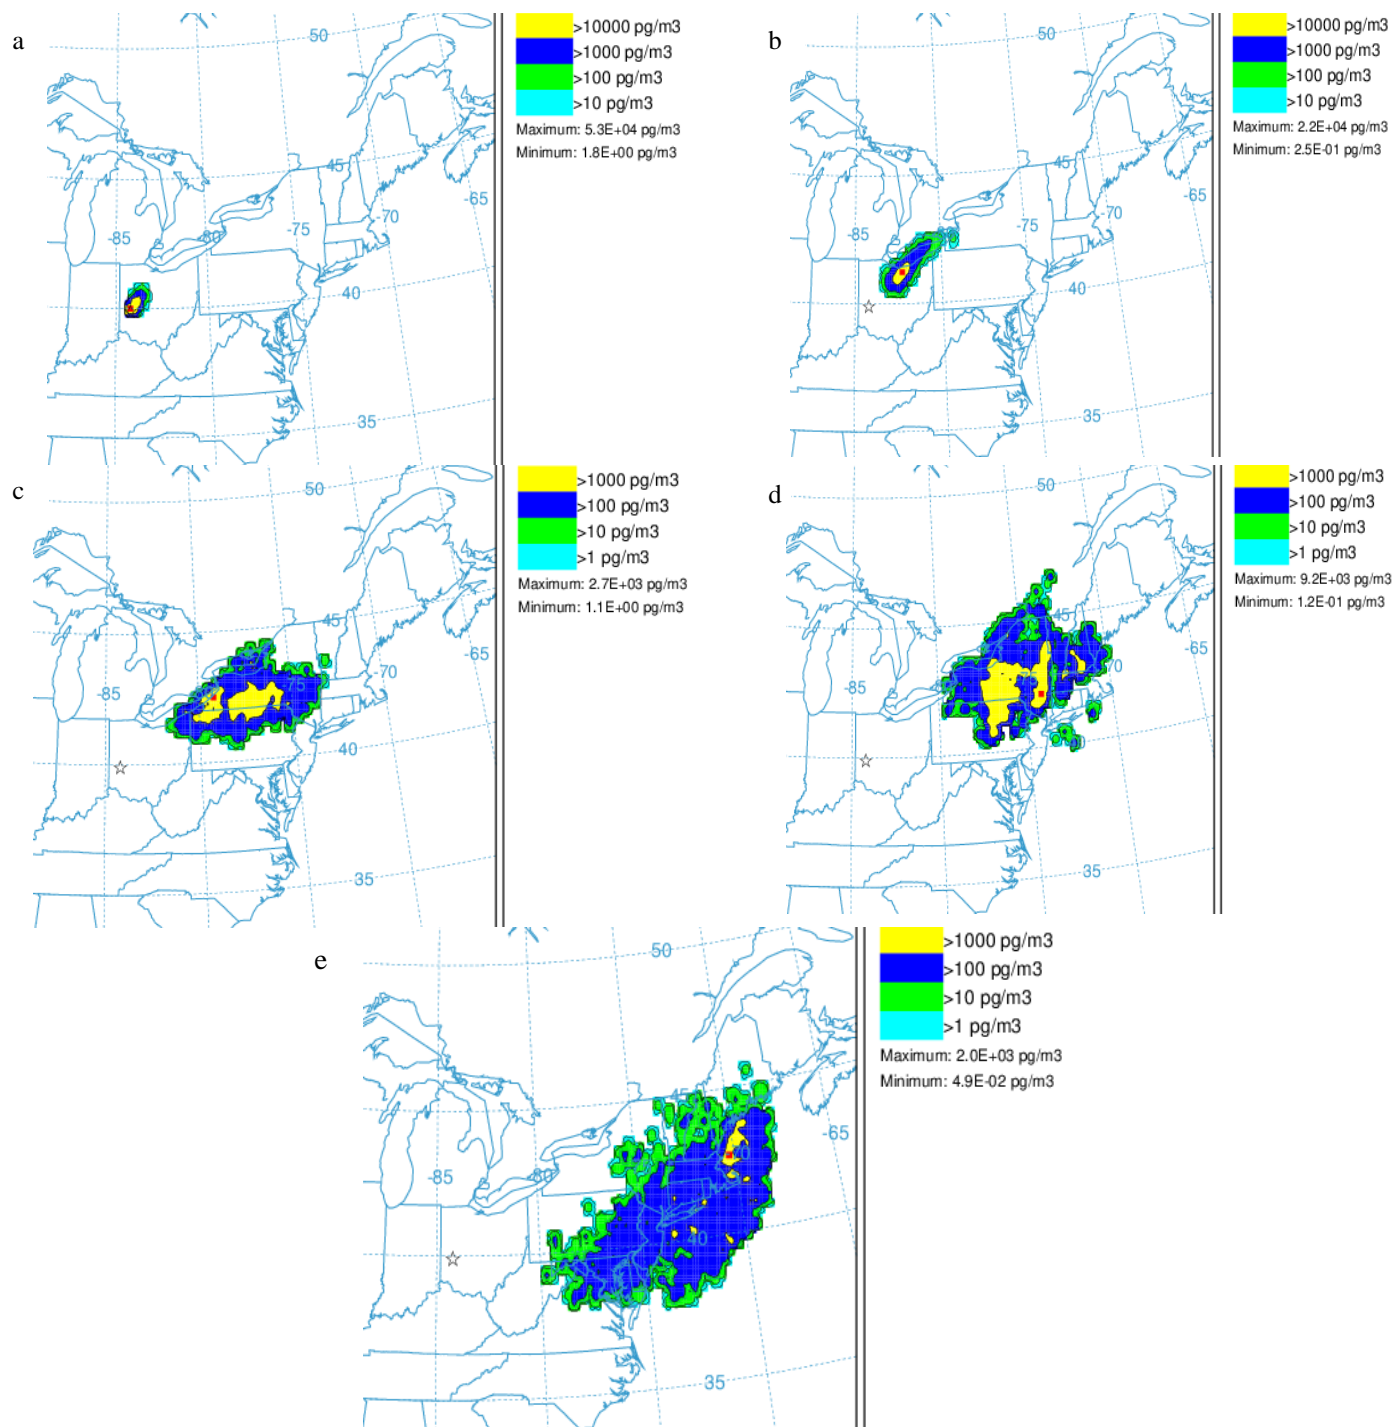 a
50
45
-65
-70
-75
-80
-85
40
35
>10000 pg/m3
>1000 pg/m3
>100 pg/m3
>10 pg/m3
Maximum: 5.3E+04 pg/m3
Minimum: 1.8E+00 pg/m3
b
50
45
-65
-70
-75
-85
40
35
>10000 pg/m3
>1000 pg/m3
>100 pg/m3
>10 pg/m3
Maximum: 2.2E+04 pg/m3
Minimum: 2.5E-01 pg/m3
c
50
45
-65
-70
-75
-80
-85
40
35
>1000 pg/m3
>100 pg/m3
>10 pg/m3
>1 pg/m3
Maximum: 2.7E+03 pg/m3
Minimum: 1.1E+00 pg/m3
d
50
45
-65
-70
-85
40
35
>1000 pg/m3
>100 pg/m3
>10 pg/m3
>1 pg/m3
Maximum: 9.2E+03 pg/m3
Minimum: 1.2E-01 pg/m3
e
50
45
-65
-80
-85
40
35
>1000 pg/m3
>100 pg/m3
>10 pg/m3
>1 pg/m3
Maximum: 2.0E+03 pg/m3
Minimum: 4.9E-02 pg/m3